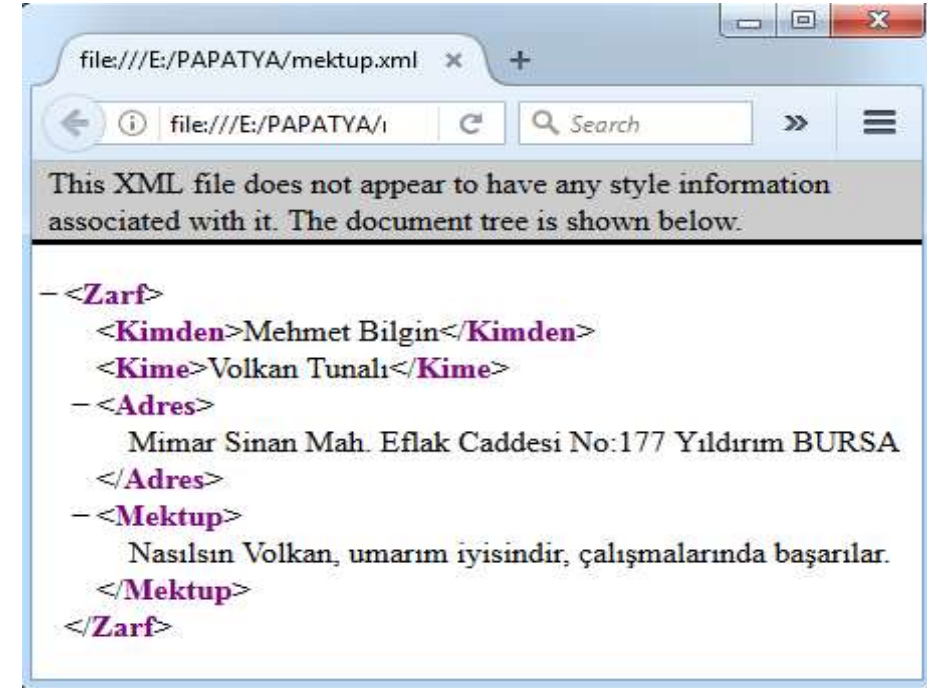 file:///E:/PAPATYA/mektup.xml
file:///E:/PAPATYA/ı
Search
This XML file does not appear to have any style information
associated with it. The document tree is shown below.
−<Zarf>
<Kimden>Mehmet Bilgin</Kimden>
<Kime>Volkan Tunalı</Kime>
−<Adres>
Mimar Sinan Mah. Eflak Caddesi No:177 Yıldırım BURSA
</Adres>
−<Mektup>
Nasılsın Volkan, umarım iyisindir, çalışmalarında başarılar.
</Mektup>
</Zarf>